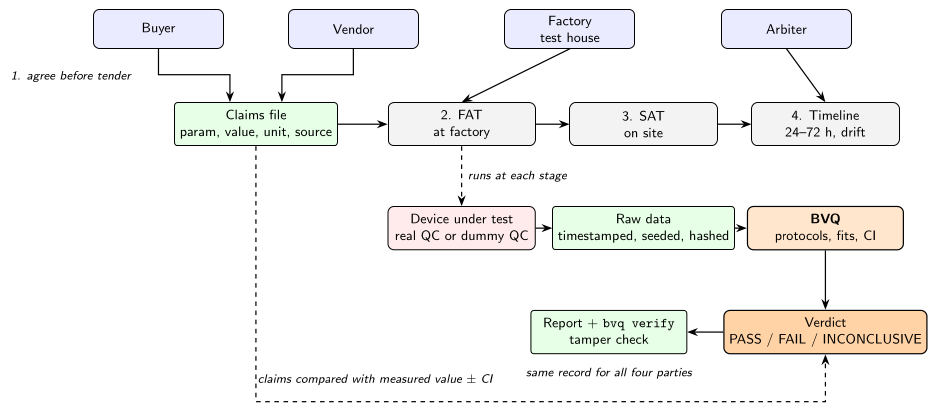 Buyer
Vendor
Factory
test house
Arbiter
1. agree before tender
Claims file
param, value, unit, source
2. FAT
at factory
3. SAT
on site
4. Timeline
24–72 h, drift
runs at each stage
Device under test
real QC or dummy QC
Raw data
timestamped, seeded, hashed
BVQ
protocols, fits, CI
Report + bvq verify
tamper check
Verdict
PASS / FAIL / INCONCLUSIVE
same record for all four parties
claims compared with measured value ± CI